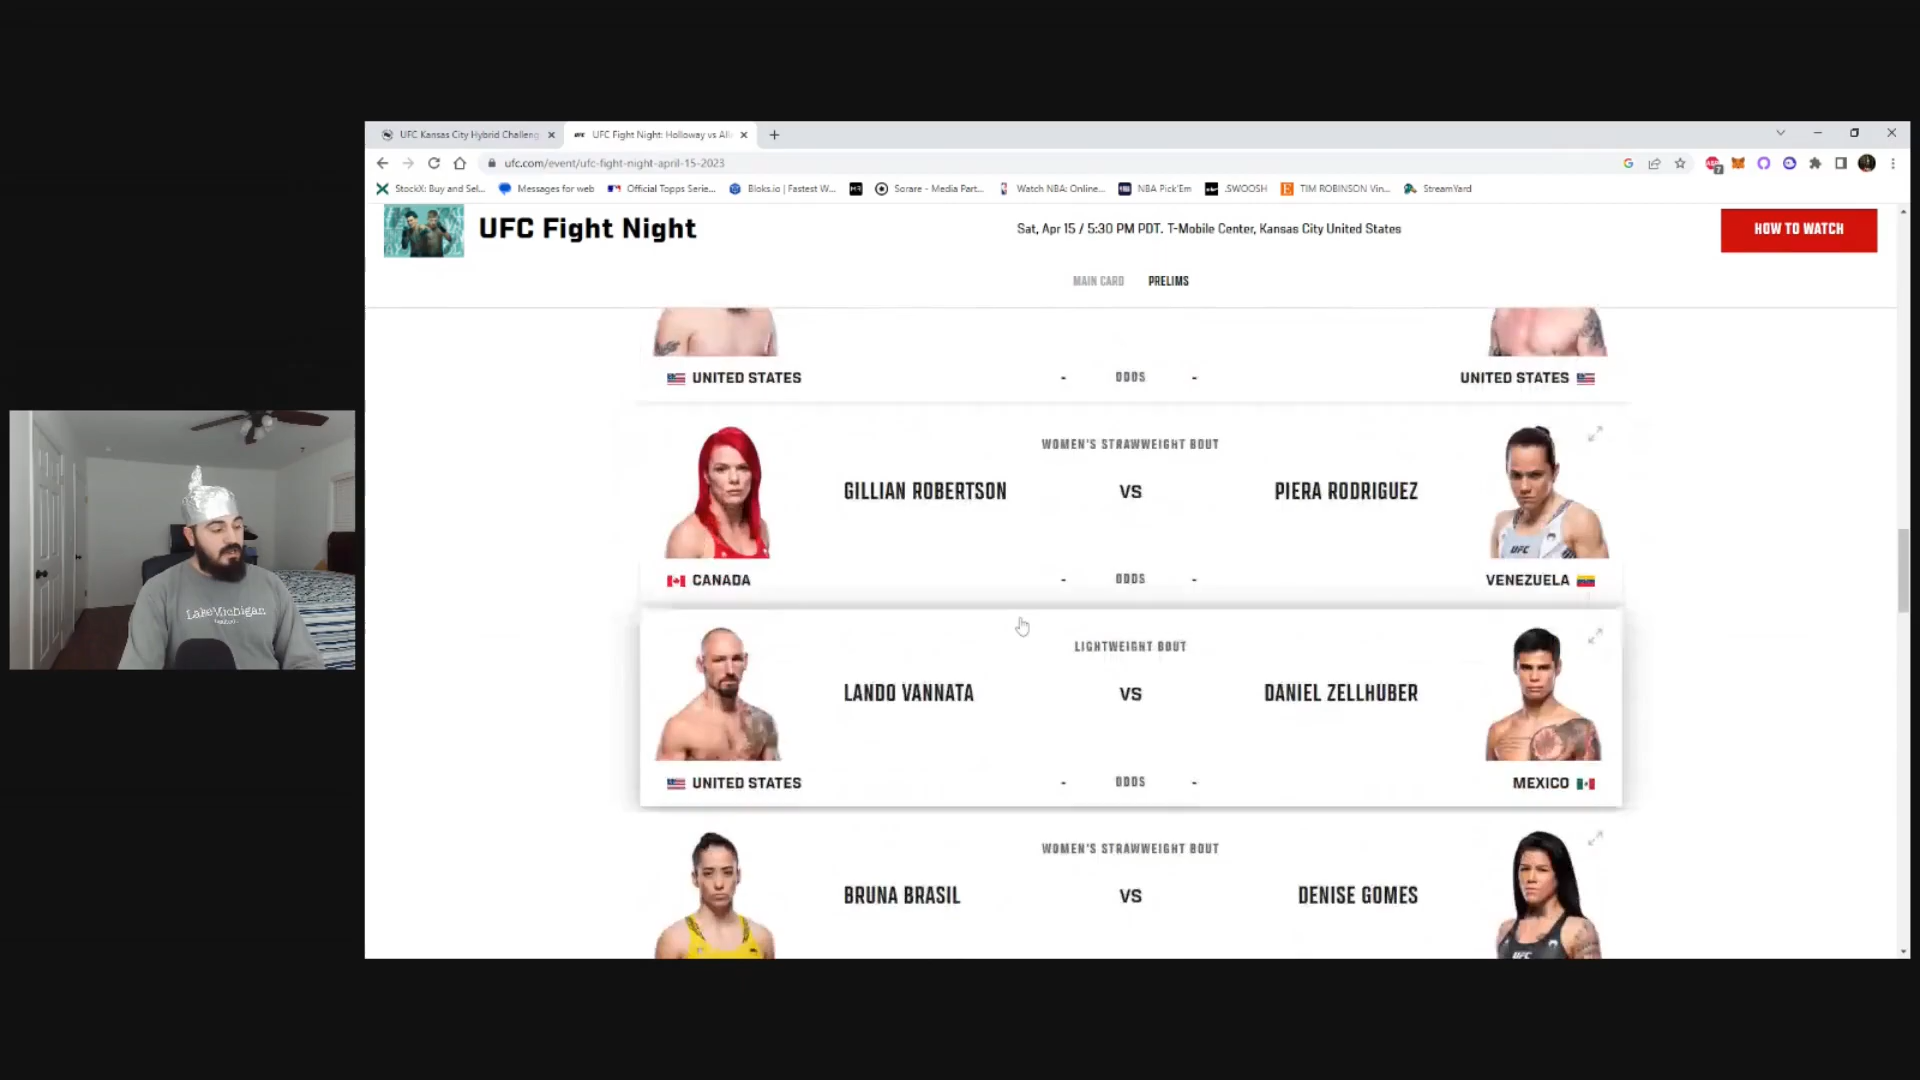 UFC Kansas City Hybrid Challeng
UFC Fight Night: Holloway vs All
ufc.com/event/ufc-fight-night-april-15-2023
StockX: Buy and Sel...
Messages for web
Official Topps Serie...
Bloks.io | Fastest W...
Sorare - Media Part...
Watch NBA: Online...
NBA Pick'Em
.SWOOSH
TIM ROBINSON Vin...
StreamYard
UFC Fight Night
Sat, Apr 15 / 5:30 PM PDT. T-Mobile Center, Kansas City United States
HOW TO WATCH
MAIN CARD
PRELIMS
UNITED STATES
- ODDS -
UNITED STATES
WOMEN'S STRAWWEIGHT BOUT
GILLIAN ROBERTSON
VS
PIERA RODRIGUEZ
UFC
CANADA
- ODDS -
VENEZUELA
LIGHTWEIGHT BOUT
LANDO VANNATA
VS
DANIEL ZELLHUBER
UNITED STATES
- ODDS -
MEXICO
WOMEN'S STRAWWEIGHT BOUT
BRUNA BRASIL
VS
DENISE GOMES
UFC
Lake Michigan